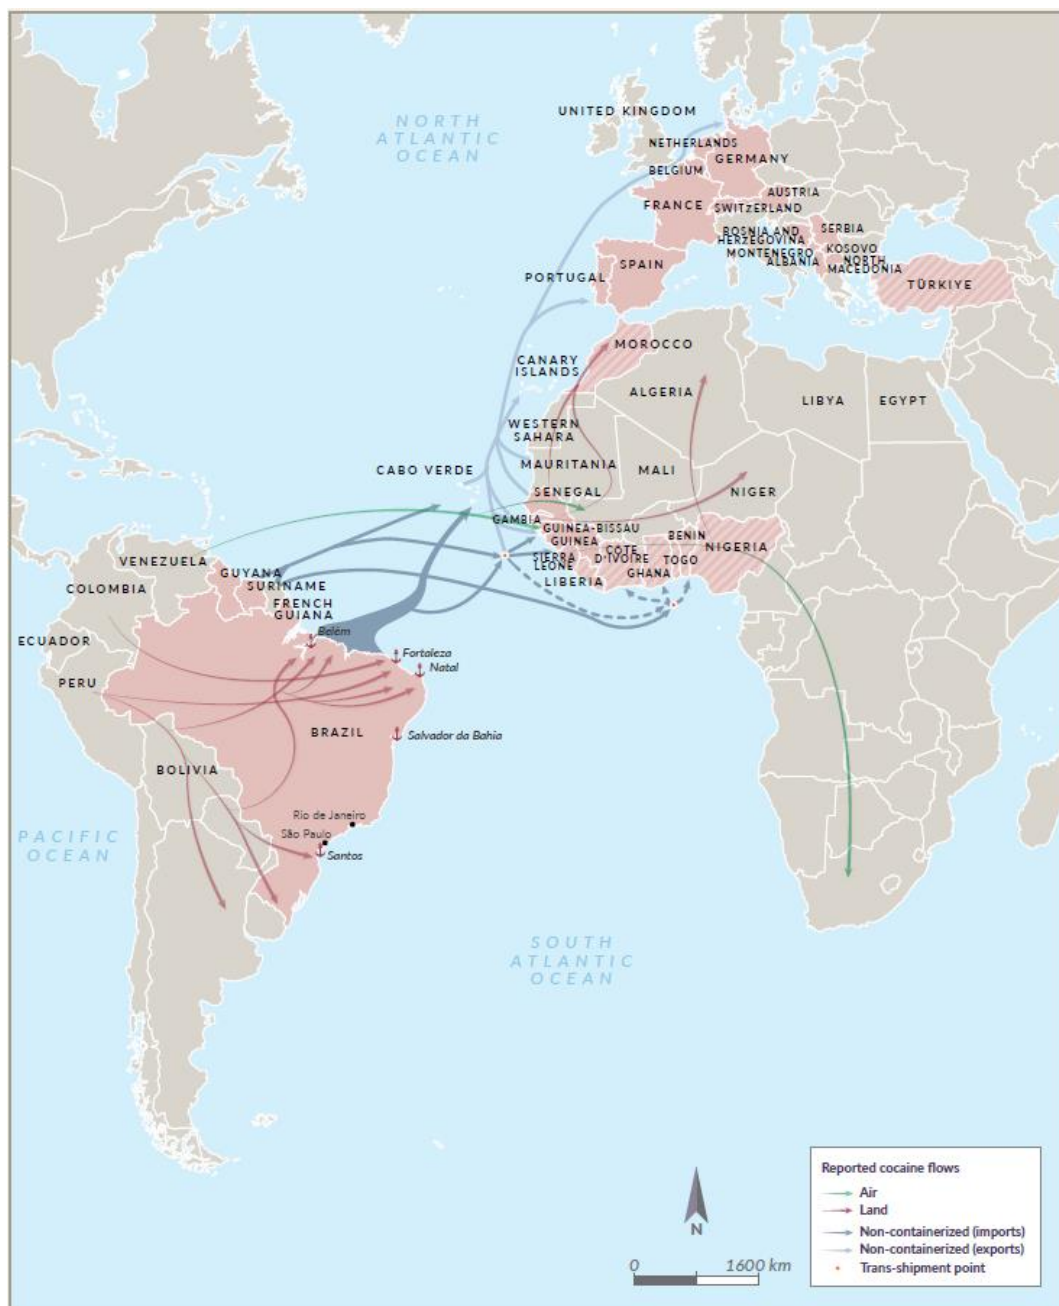 UNITED KINGDOM
NORTH
ATLANTIC
OCEAN
NETHERLANDS
GERMANY
BELGIUM
AUSTRIA
FRANCE
SWITzERLAND
BOSNIA AND
HERZEGOVINA
SERBIA
MONTENEGRO
KOSOVO
ALBANIA
NORTH
MACEDONIA
SPAIN
PORTUGAL
TÜRKIYE
MOROCCO
CANARY
ISLANDS
ALGERIA
LIBYA
EGYPT
WESTERN
SAHARA
CABO VERDE
MAURITANIA
MALI
SENEGAL
NIGER
GAMBIA
GUINEA-BISSAU
GUINEA
BENIN
NIGERIA
SIERRA
LEONE
CÔTE
D'IVOIRE
TOGO
GHANA
LIBERIA
VENEZUELA
GUYANA
SURINAME
COLOMBIA
FRENCH
GUIANA
ECUADOR
Belém
Fortaleza
Natal
PERU
BRAZIL
Salvador da Bahia
BOLIVIA
Rio de Janeiro
São Paulo
Santos
PACIFIC
OCEAN
SOUTH
ATLANTIC
OCEAN
N
0 1600 km
Reported cocaine flows
Air
Land
Non-containerized (imports)
Non-containerized (exports)
Trans-shipment point